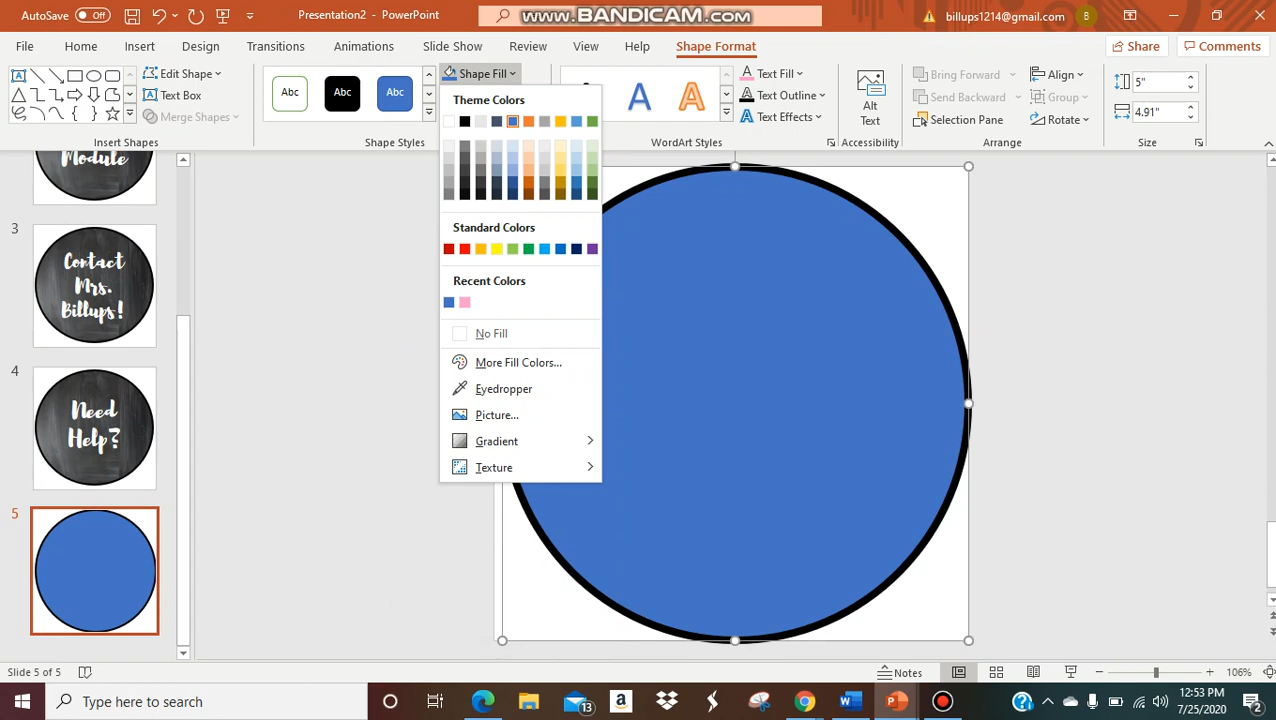 AutoSave Off
Presentation2 - PowerPoint
www.BANDICAM.com
billups1214@gmail.com
B
File
Home
Insert
Design
Transitions
Animations
Slide Show
Review
View
Help
Shape Format
Share
Comments
Edit Shape
Text Box
Merge Shapes
Insert Shapes
Abc
Abc
Abc
Shape Styles
Shape Fill
A
A
WordArt Styles
Text Fill
Text Outline
Text Effects
Alt
Text
Accessibility
Bring Forward
Send Backward
Selection Pane
Align
Group
Rotate
Arrange
5"
4.91"
Size
Theme Colors
Standard Colors
Recent Colors
No Fill
More Fill Colors...
Eyedropper
Picture...
Gradient
Texture
Module
3
Contact
Mrs.
Billups!
4
Need
Help?
5
Slide 5 of 5
Notes
106%
Type here to search
13
12:53 PM
7/25/2020
2